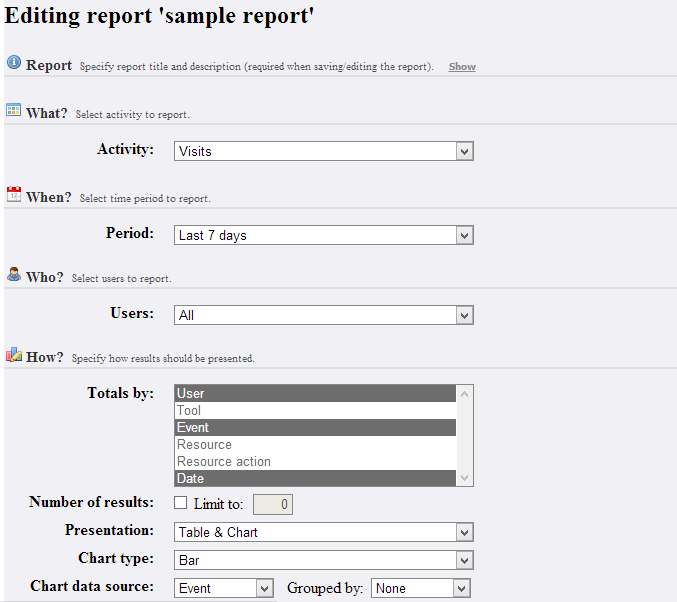 Editing report 'sample report'
Report Specify report title and description (required when saving/editing the report). Show
What? Select activity to report.
Activity: Visits
When? Select time period to report.
Period: Last 7 days
Who? Select users to report.
Users: All
How? Specify how results should be presented.
Totals by: User
Tool
Event
Resource
Resource action
Date
Number of results: Limit to: 0
Presentation: Table & Chart
Chart type: Bar
Chart data source: Event Grouped by: None